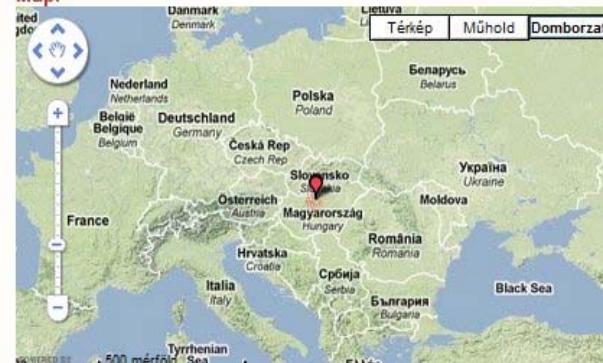 Map:
Danmark
Denmark
Lietuva
Térkép Műhold Domborzat
Nederland
Netherlands
Беларусь
Belarus
België
Belgique
Belgium
Deutschland
Germany
Polska
Poland
Česká Rep
Czech Rep
Україна
Ukraine
Slovensko
Österreich
Austria
Moldova
Magyarország
Hungary
France
România
Romania
Hrvatska
Croatia
Србија
Serbia
Italia
Italy
Black Sea
България
Bulgaria
Tyrrhenian
Sea
500 mérföld
POWERED BY